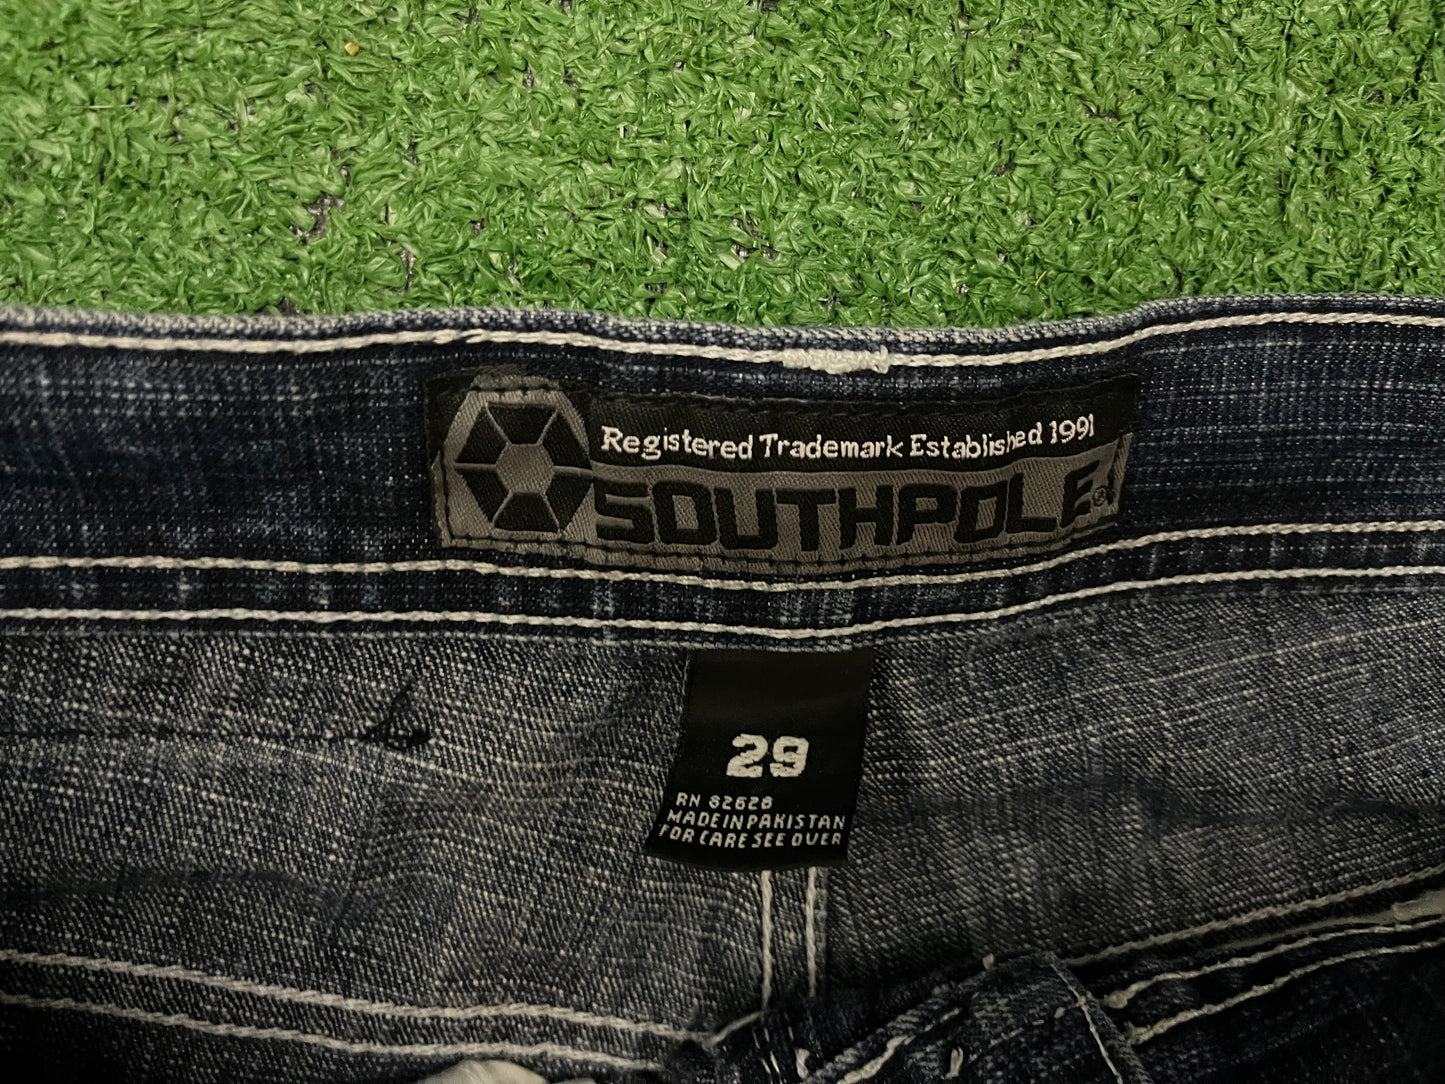 Registered Trademark Established 1991
SOUTHPOLE®
29
RN 82628
MADE IN PAKISTAN
FOR CARE SEE OVER